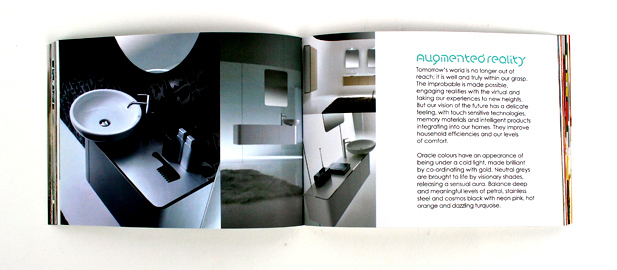 Augmented reality
Tomorrow's world is no longer out of
reach; it is well and truly within our grasp.
The improbable is made possible,
engaging realities with the virtual and
taking our experiences to new heights.
But our vision of the future has a delicate
feeling, with touch sensitive technologies,
memory materials and intelligent products
integrating into our homes. They improve
household efficiencies and our levels
of comfort.
Oracle colours have an appearance of
being under a cold light, made brilliant
by co-ordinating with gold. Neutral greys
are brought to life by visionary shades,
releasing a sensual aura. Balance deep
and meaningful levels of petrol, stainless
steel and cosmos black with neon pink, hot
orange and dazzling turquoise.